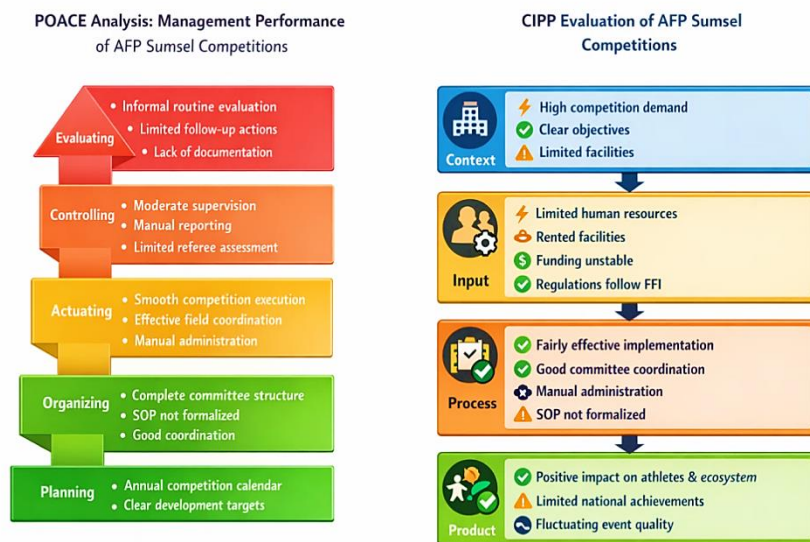 POACE Analysis: Management Performance
of AFP Sumsel Competitions
Evaluating
• Informal routine evaluation
• Limited follow-up actions
• Lack of documentation
Controlling
• Moderate supervision
• Manual reporting
• Limited referee assessment
Actuating
• Smooth competition execution
• Effective field coordination
• Manual administration
Organizing
• Complete committee structure
• SOP not formalized
• Good coordination
Planning
• Annual competition calendar
• Clear development targets
CIPP Evaluation of AFP Sumsel
Competitions
Context
High competition demand
Clear objectives
Limited facilities
Input
Limited human resources
Rented facilities
$ Funding unstable
Regulations follow FFI
Process
Fairly effective implementation
Good committee coordination
Manual administration
SOP not formalized
Product
Positive impact on athletes & ecosystem
Limited national achievements
Fluctuating event quality